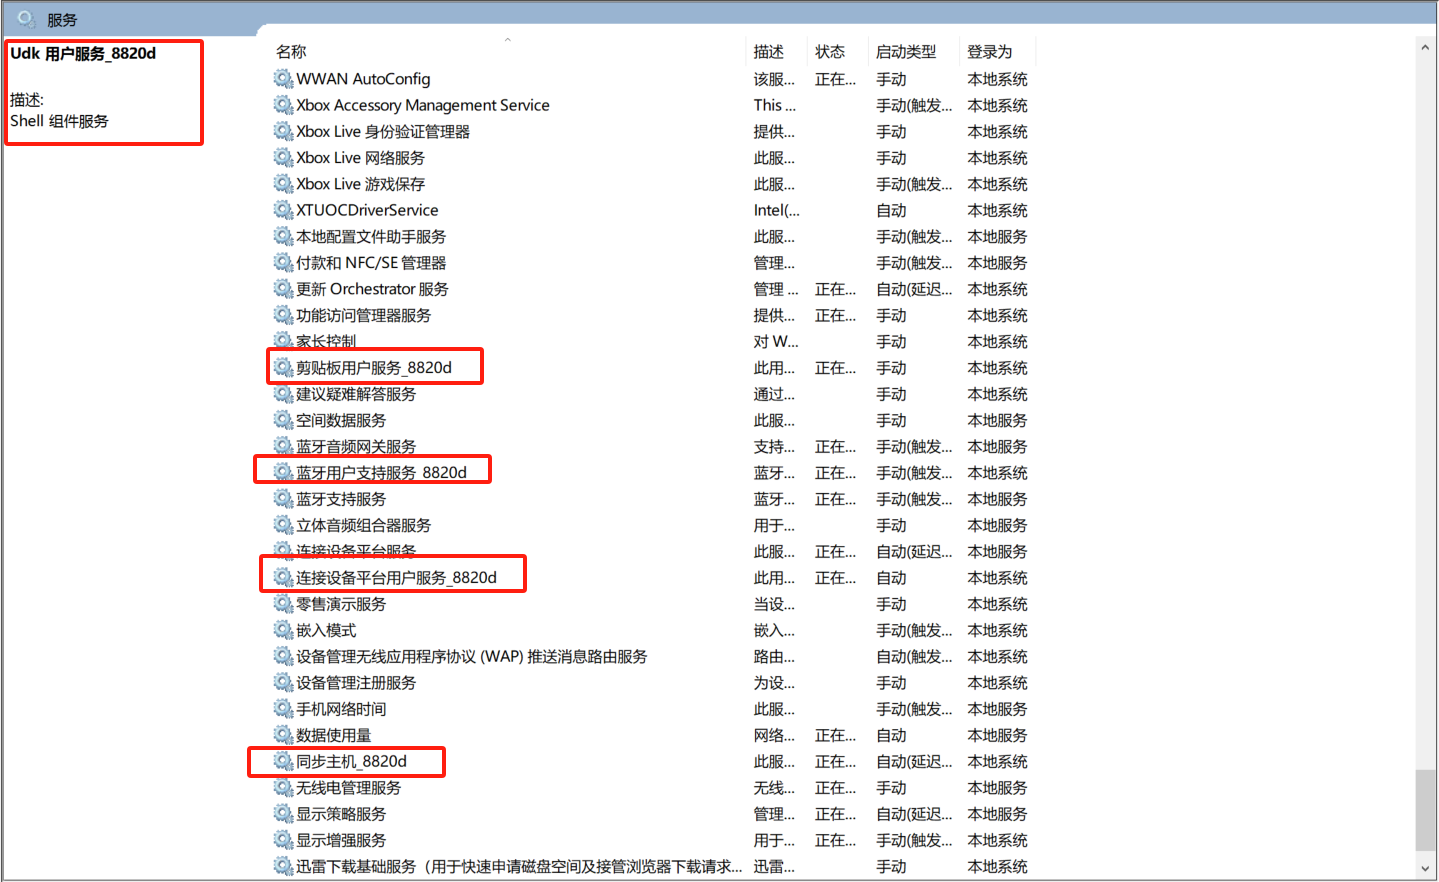 服务
Udk 用户服务_8820d
描述:
Shell 组件服务
名称 描述 状态 启动类型 登录为
WWAN AutoConfig 该服... 正在... 手动 本地系统
Xbox Accessory Management Service This ... 手动(触发... 本地系统
Xbox Live 身份验证管理器 提供... 手动 本地系统
Xbox Live 网络服务 此服... 手动 本地系统
Xbox Live 游戏保存 此服... 手动(触发... 本地系统
XTUOCDriverService Intel(... 自动 本地系统
本地配置文件助手服务 此服... 手动(触发... 本地服务
付款和 NFC/SE 管理器 管理... 手动(触发... 本地服务
更新 Orchestrator 服务 管理 ... 正在... 自动(延迟... 本地系统
功能访问管理器服务 提供... 正在... 手动 本地系统
家长控制 对 W... 手动 本地系统
剪贴板用户服务_8820d 此用... 正在... 手动 本地系统
建议疑难解答服务 通过... 手动 本地系统
空间数据服务 此服... 手动 本地服务
蓝牙音频网关服务 支持... 正在... 手动(触发... 本地服务
蓝牙用户支持服务_8820d 蓝牙... 正在... 手动(触发... 本地系统
蓝牙支持服务 蓝牙... 正在... 手动(触发... 本地服务
立体音频组合器服务 用于... 手动 本地服务
连接设备平台服务 此服... 正在... 自动(延迟... 本地服务
连接设备平台用户服务_8820d 此用... 正在... 自动 本地系统
零售演示服务 当设... 手动 本地系统
嵌入模式 嵌入... 手动(触发... 本地系统
设备管理无线应用程序协议 (WAP) 推送消息路由服务 路由... 自动(触发... 本地系统
设备管理注册服务 为设... 手动 本地系统
手机网络时间 此服... 手动(触发... 本地服务
数据使用量 网络... 正在... 自动 本地服务
同步主机_8820d 此服... 正在... 自动(延迟... 本地系统
无线电管理服务 无线... 正在... 手动 本地服务
显示策略服务 管理... 正在... 自动(延迟... 本地服务
显示增强服务 用于... 正在... 手动(触发... 本地系统
迅雷下载基础服务（用于快速申请磁盘空间及接管浏览器下载请求... 迅雷... 手动 本地系统